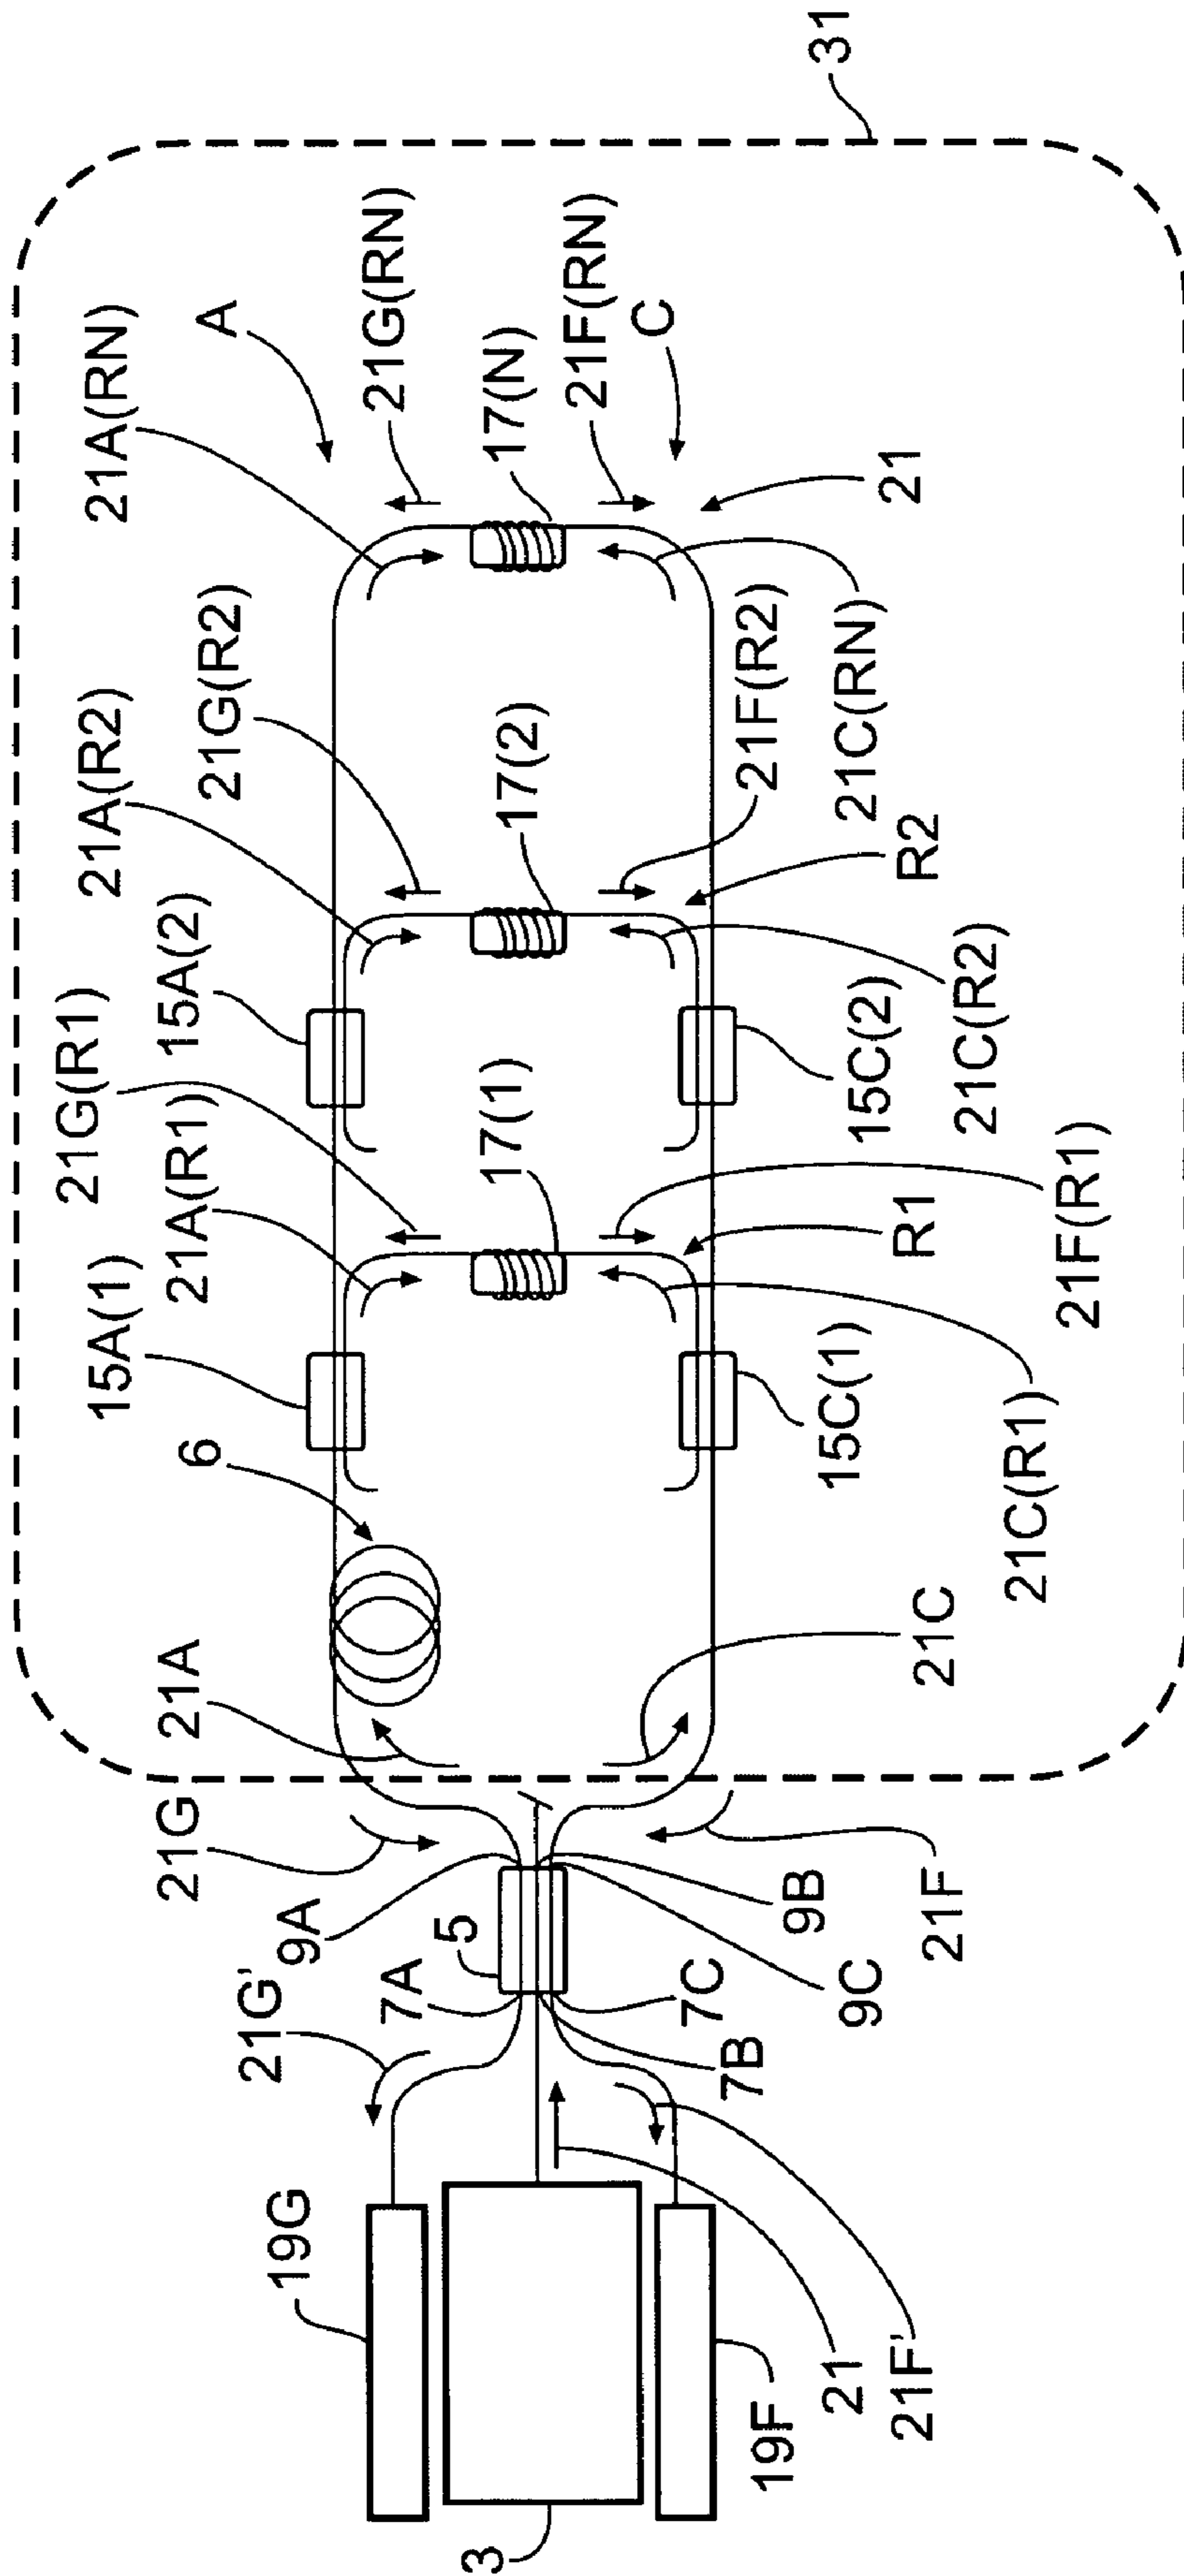 31
A
21G(RN)
21A(RN)
17(N)
21F(RN)
C
21
21G(R2)
21A(R2)
17(2)
21F(R2)
21C(RN)
R2
15A(2)
21G(R1)
21A(R1)
17(1)
15C(2)
21C(R2)
R1
21F(R1)
15A(1)
6
15C(1)
21C(R1)
21A
21C
21G
9A
5
9B
21F
9C
7A
7C
21G'
7B
19G
21
21F'
19F
3